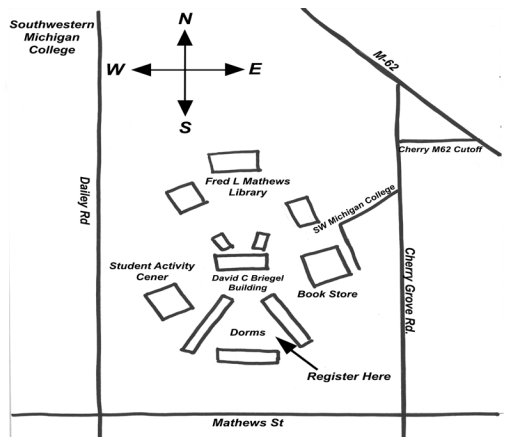 Southwestern
Michigan
College
N
W
E
S
M-62
Cherry M62 Cutoff
Fred L Mathews
Library
SW Michigan College
Dailey Rd
Cherry Grove Rd.
Student Activity
Cener
David C Briegel
Building
Book Store
Dorms
Register Here
Mathews St